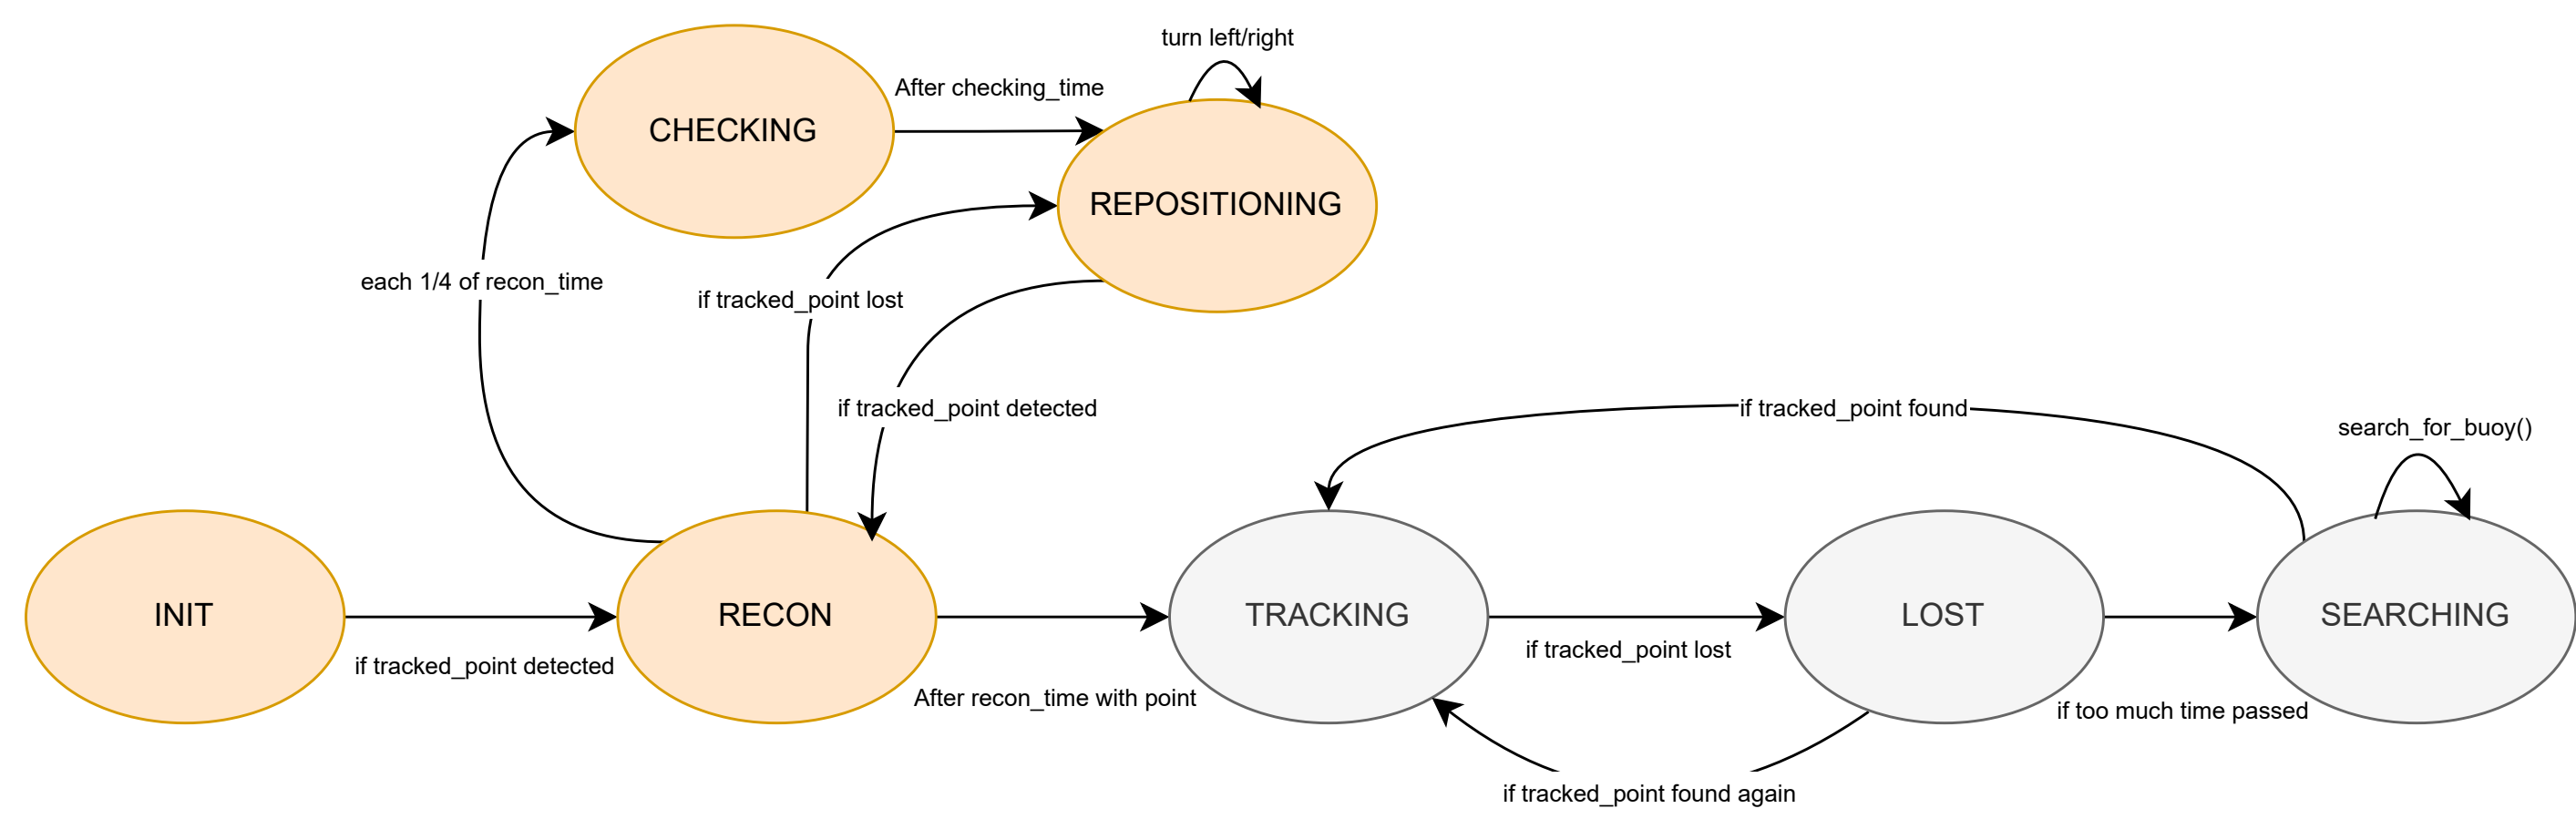 turn left/right
After checking_time
CHECKING
REPOSITIONING
each 1/4 of recon_time
if tracked_point lost
if tracked_point detected
if tracked_point found
search_for_buoy()
INIT
RECON
TRACKING
LOST
SEARCHING
if tracked_point detected
After recon_time with point
if tracked_point lost
if too much time passed
if tracked_point found again